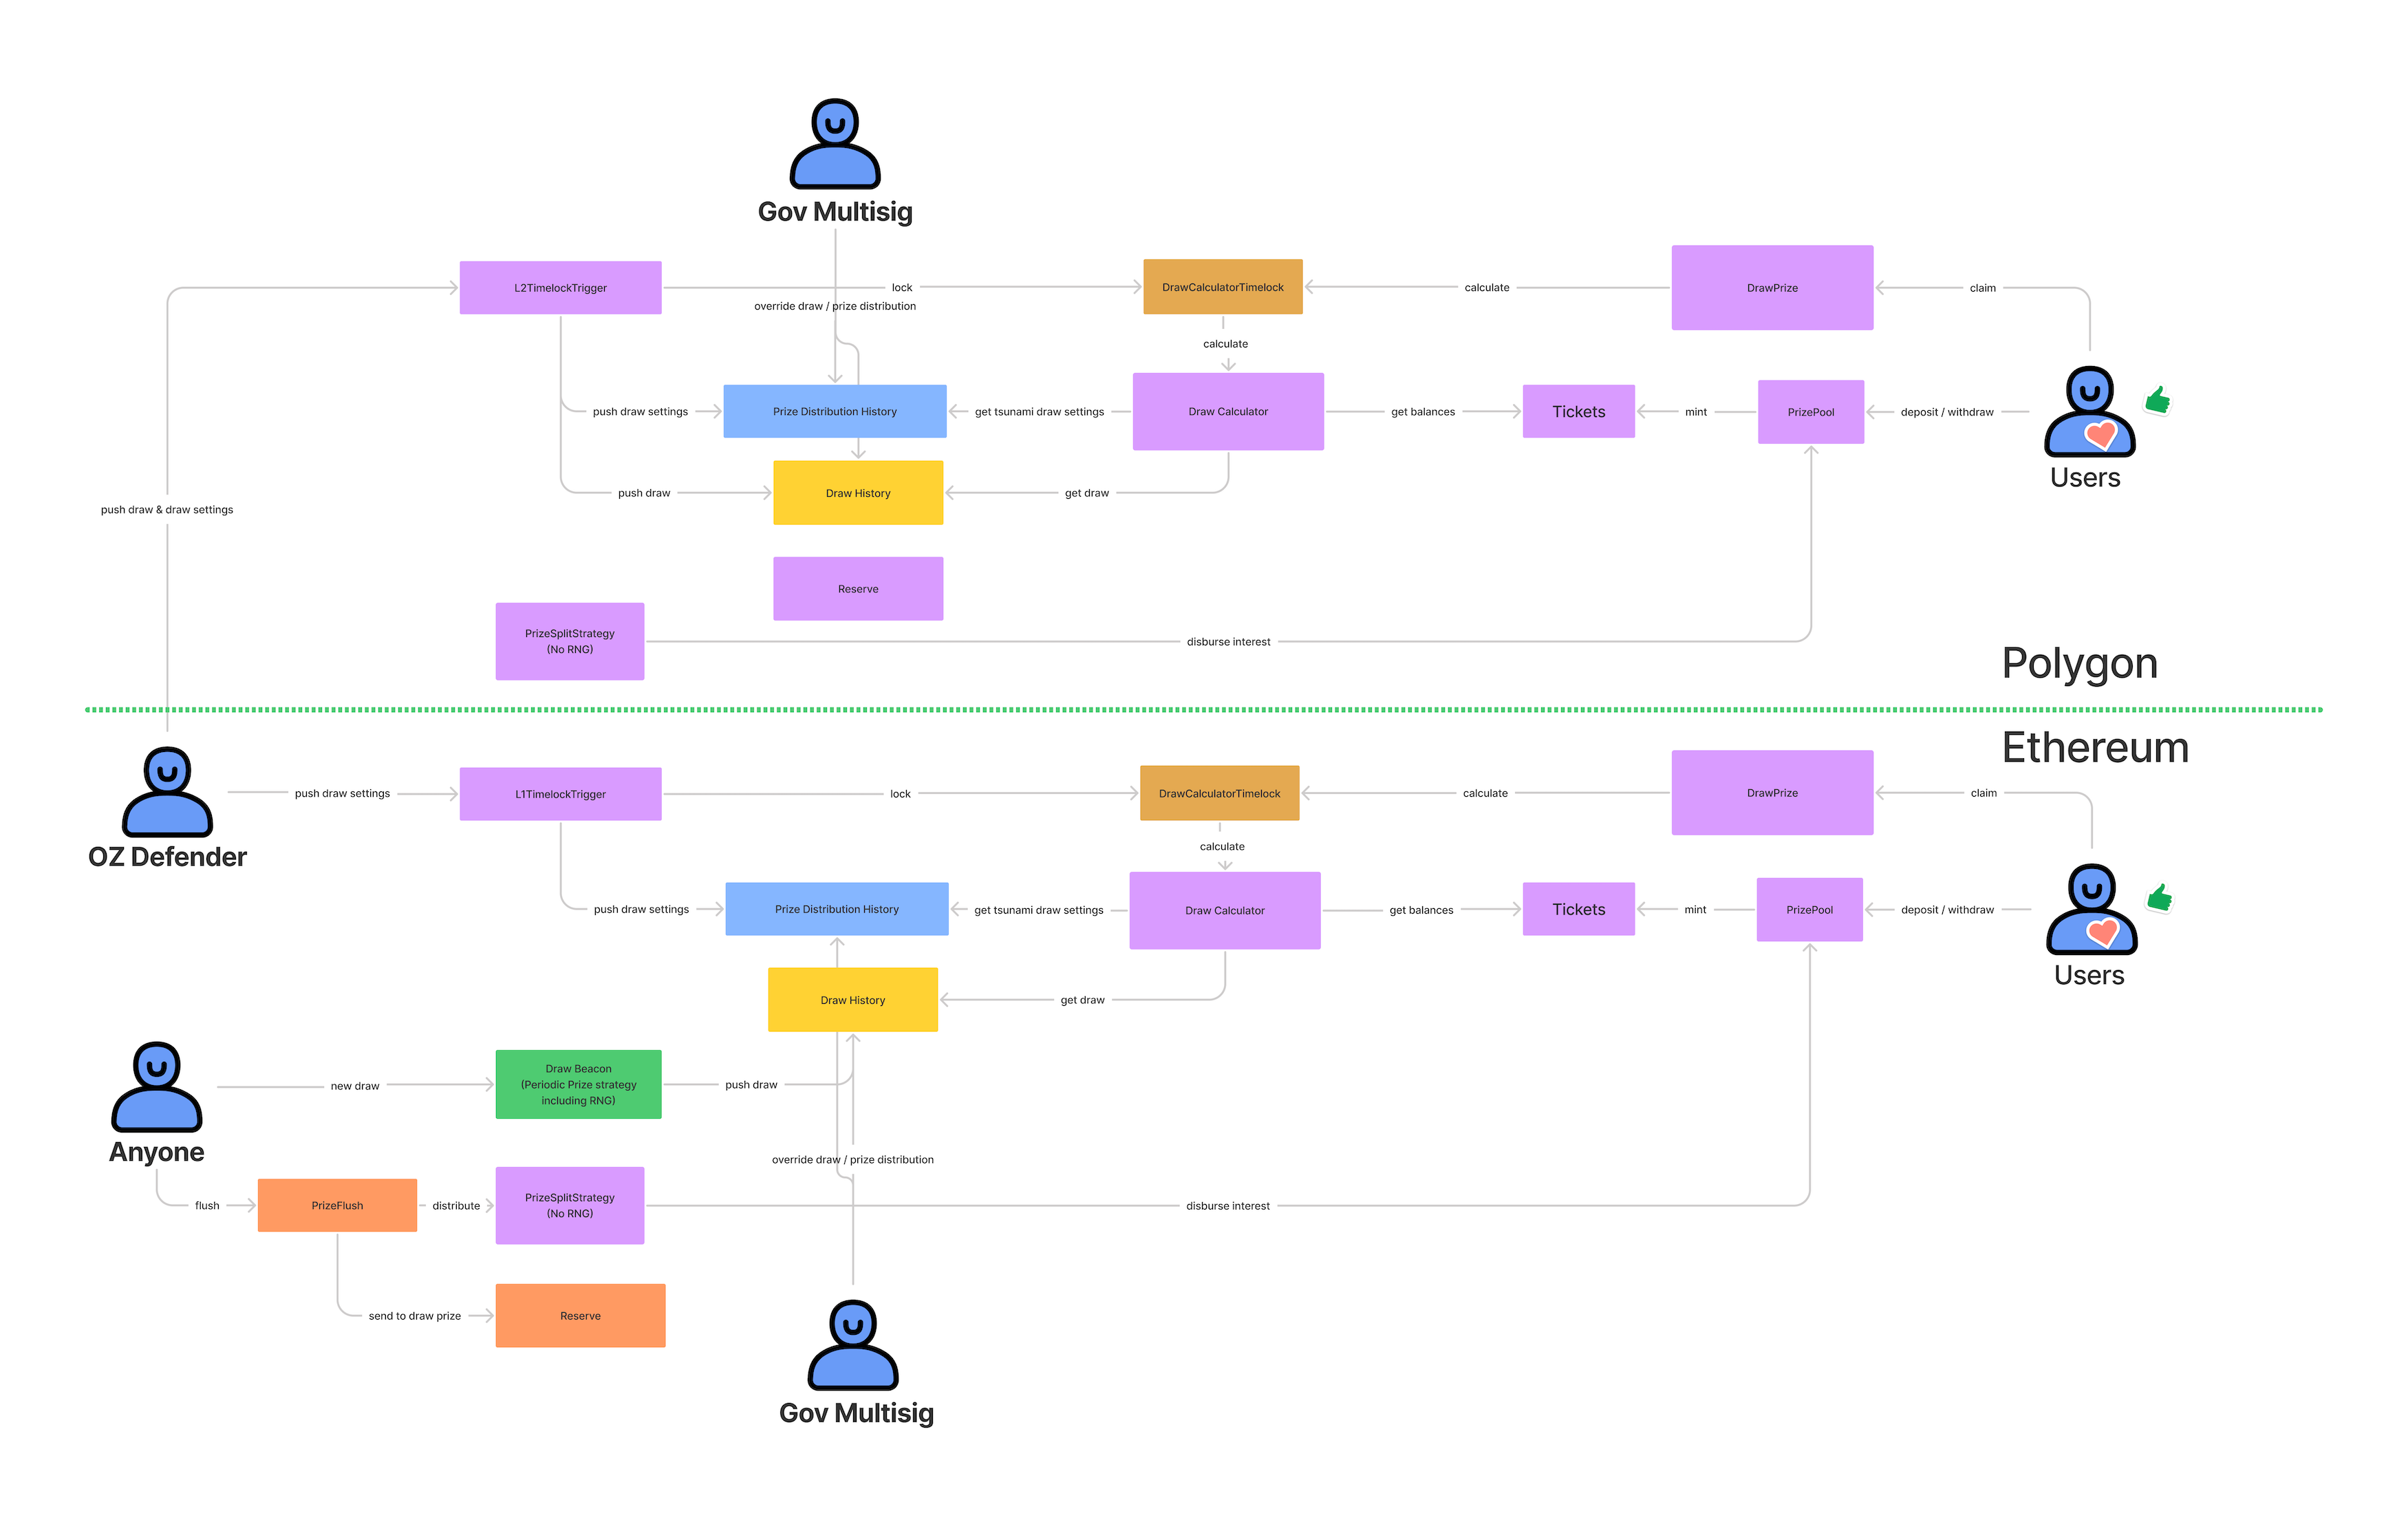 Gov Multisig
L2TimelockTrigger
lock
DrawCalculatorTimelock
calculate
DrawPrize
claim
override draw / prize distribution
calculate
push draw settings
Prize Distribution History
get tsunami draw settings
Draw Calculator
get balances
Tickets
mint
PrizePool
deposit / withdraw
Users
push draw
Draw History
get draw
push draw & draw settings
Reserve
PrizeSplitStrategy
(No RNG)
disburse interest
Polygon
Ethereum
OZ Defender
push draw settings
L1TimelockTrigger
lock
DrawCalculatorTimelock
calculate
DrawPrize
claim
calculate
push draw settings
Prize Distribution History
get tsunami draw settings
Draw Calculator
get balances
Tickets
mint
PrizePool
deposit / withdraw
Users
Draw History
get draw
Anyone
new draw
Draw Beacon
(Periodic Prize strategy
including RNG)
push draw
override draw / prize distribution
flush
PrizeFlush
distribute
PrizeSplitStrategy
(No RNG)
disburse interest
send to draw prize
Reserve
Gov Multisig